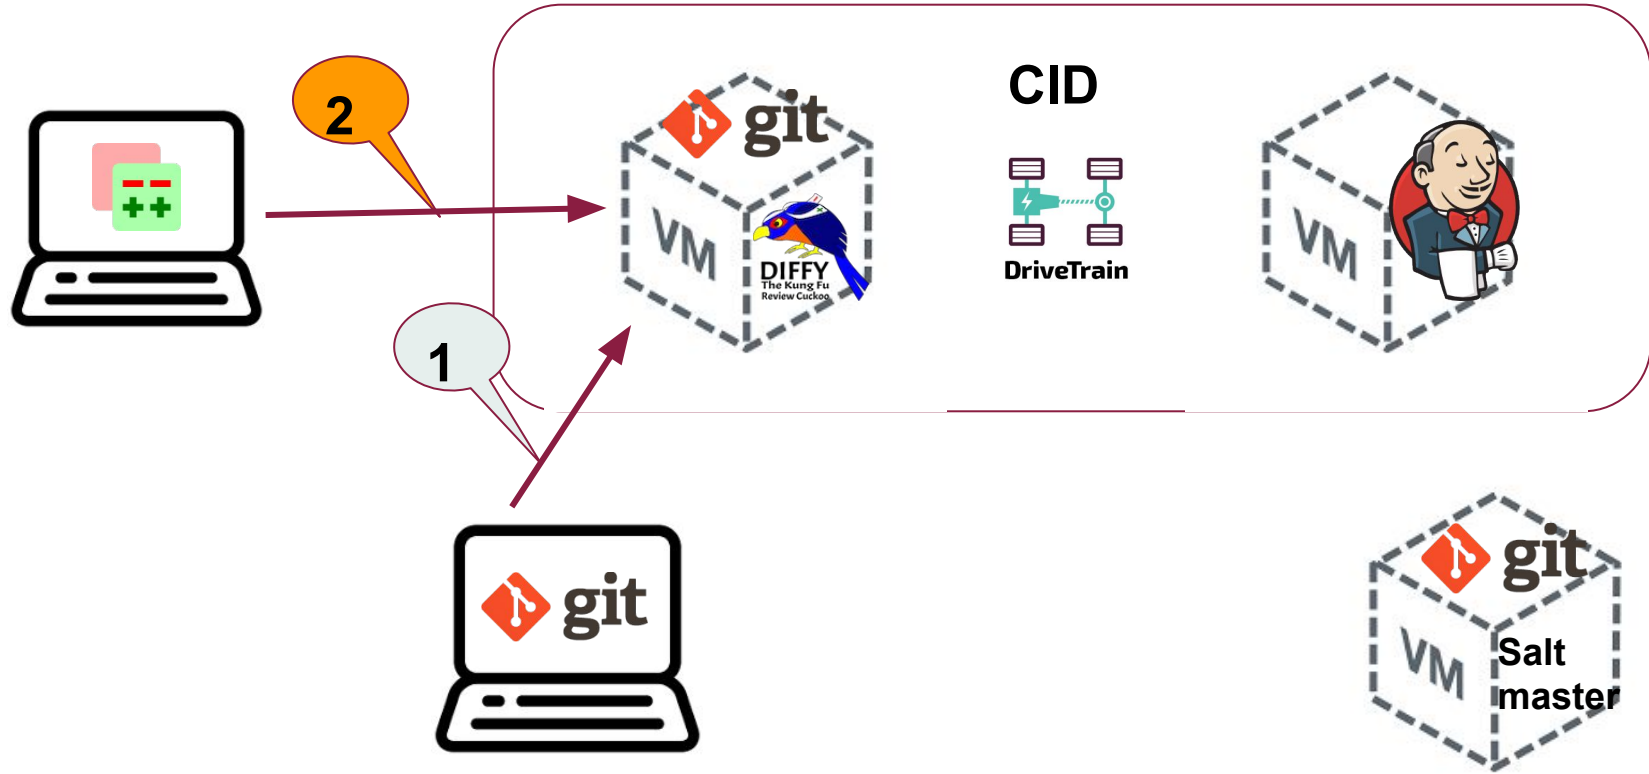 2
CID
git
VM
DIFFY
The Kung Fu
Review Cuckoo
DriveTrain
VM
1
git
git
VM
Salt
master